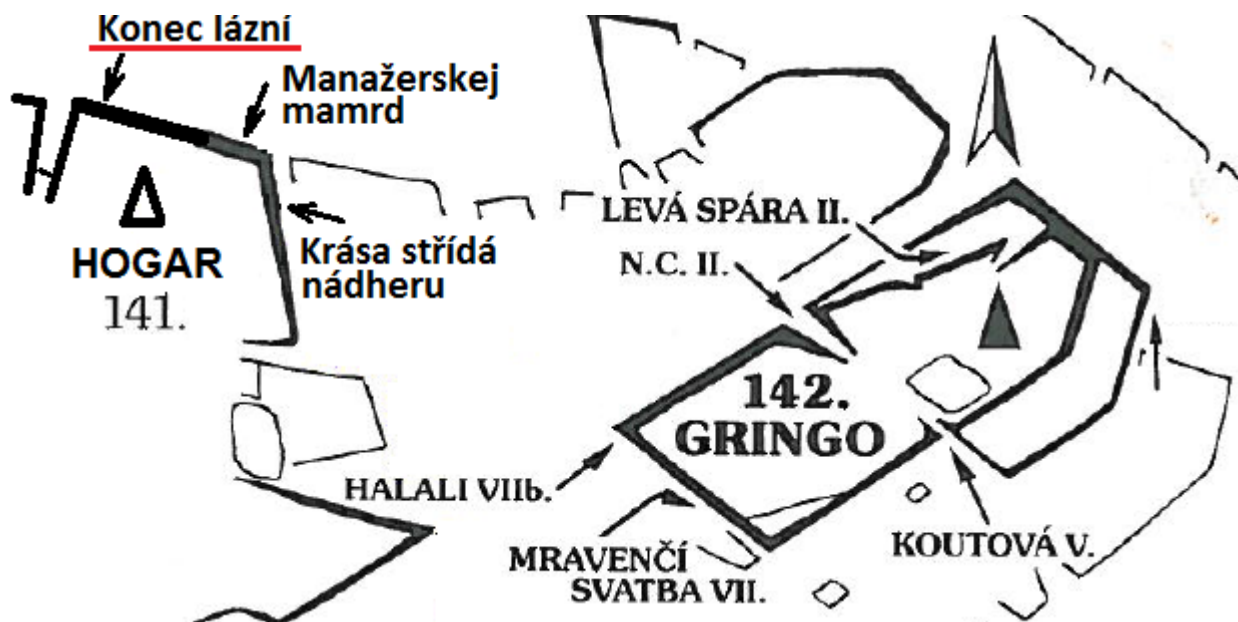 Konec lázní
Manažerskej
mamrd
HOGAR
141.
Krása střídá
nádheru
LEVÁ SPÁRA II.
N.C. II.
142.
GRINGO
HALALI VIIb.
MRAVENČÍ
SVATBA VII.
KOUTOVÁ V.